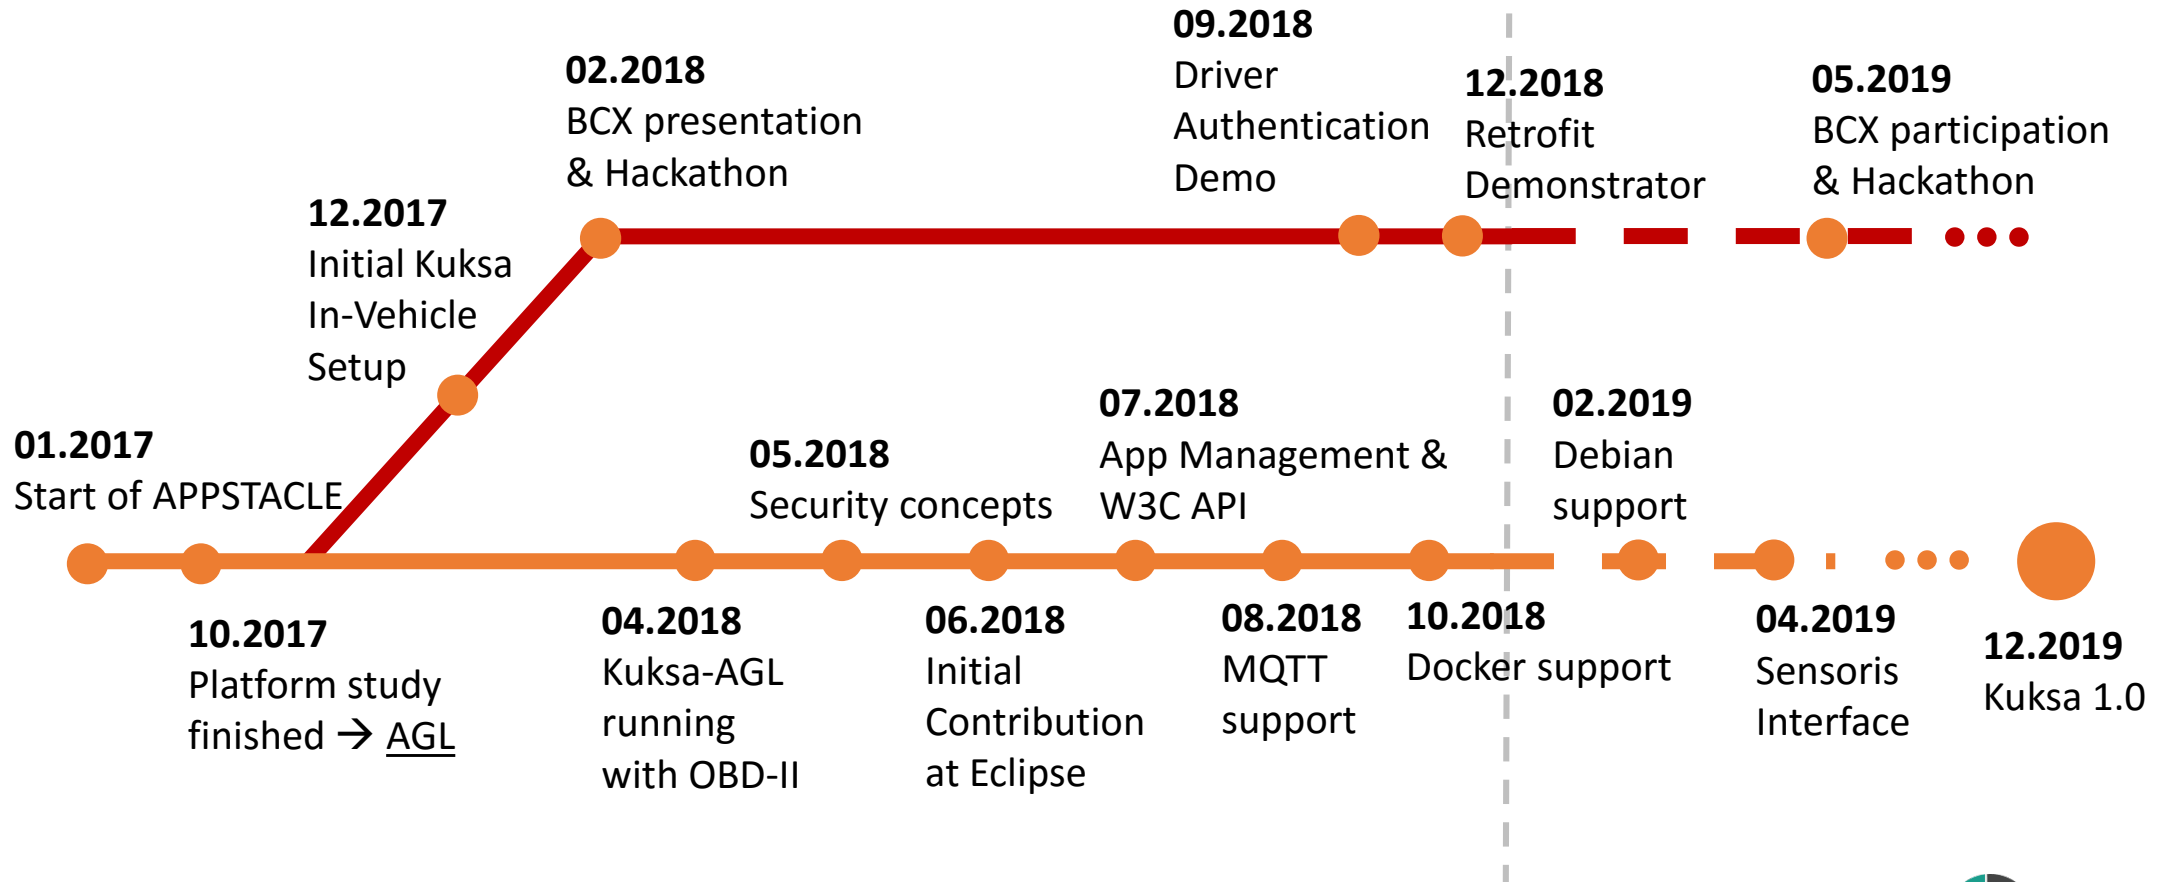 09.2018
Driver
Authentication
Demo
02.2018
BCX presentation
& Hackathon
12.2018
Retrofit
Demonstrator
05.2019
BCX participation
& Hackathon
12.2017
Initial Kuksa
In-Vehicle
Setup
01.2017
Start of APPSTACLE
05.2018
Security concepts
07.2018
App Management &
W3C API
02.2019
Debian
support
10.2017
Platform study
finished → AGL
04.2018
Kuksa-AGL
running
with OBD-II
06.2018
Initial
Contribution
at Eclipse
08.2018
MQTT
support
10.2018
Docker support
04.2019
Sensoris
Interface
12.2019
Kuksa 1.0